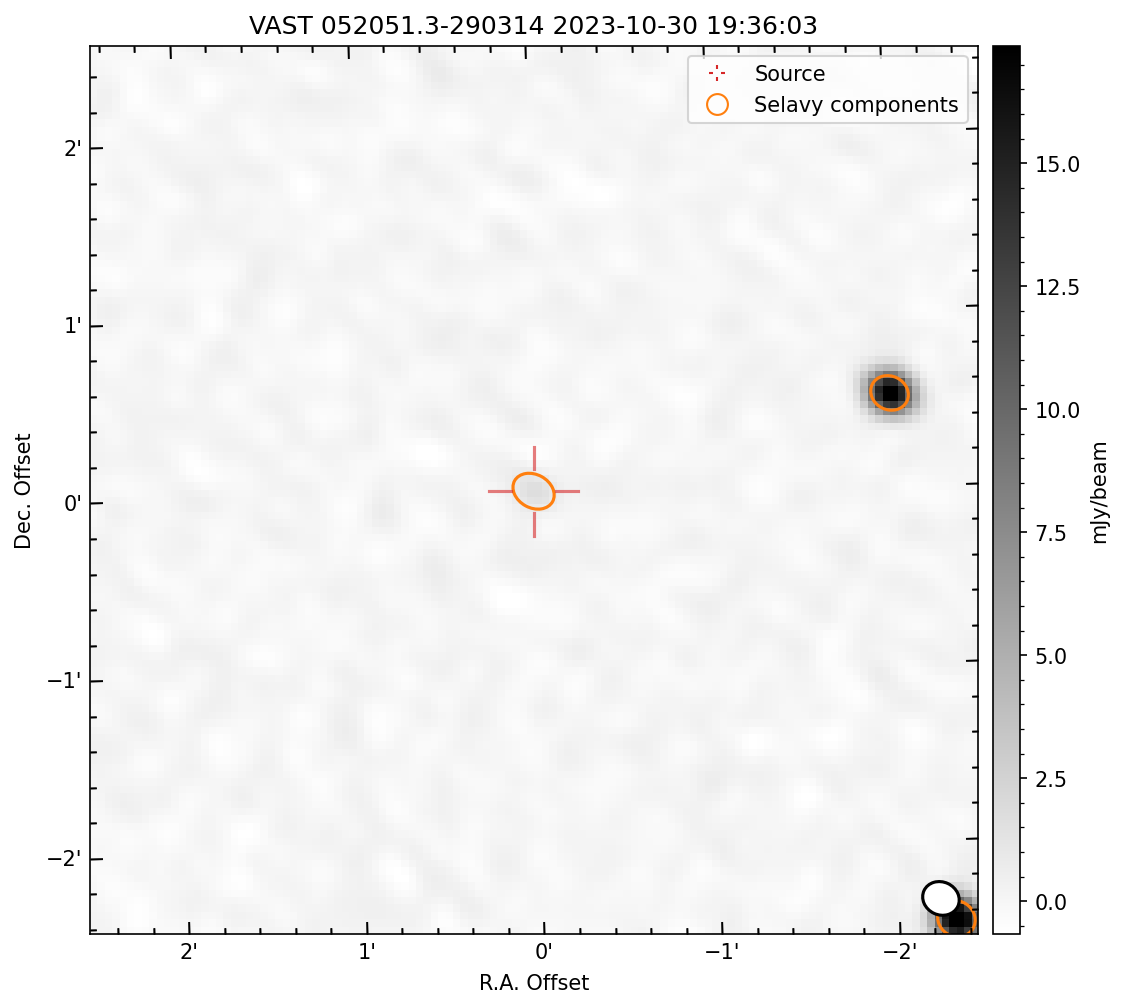 VAST 052051.3-290314 2023-10-30 19:36:03
Source
Selavy components
2'
1'
0'
−1'
−2'
Dec. Offset
2'
1'
0'
−1'
−2'
R.A. Offset
15.0
12.5
10.0
7.5
5.0
2.5
0.0
mJy/beam